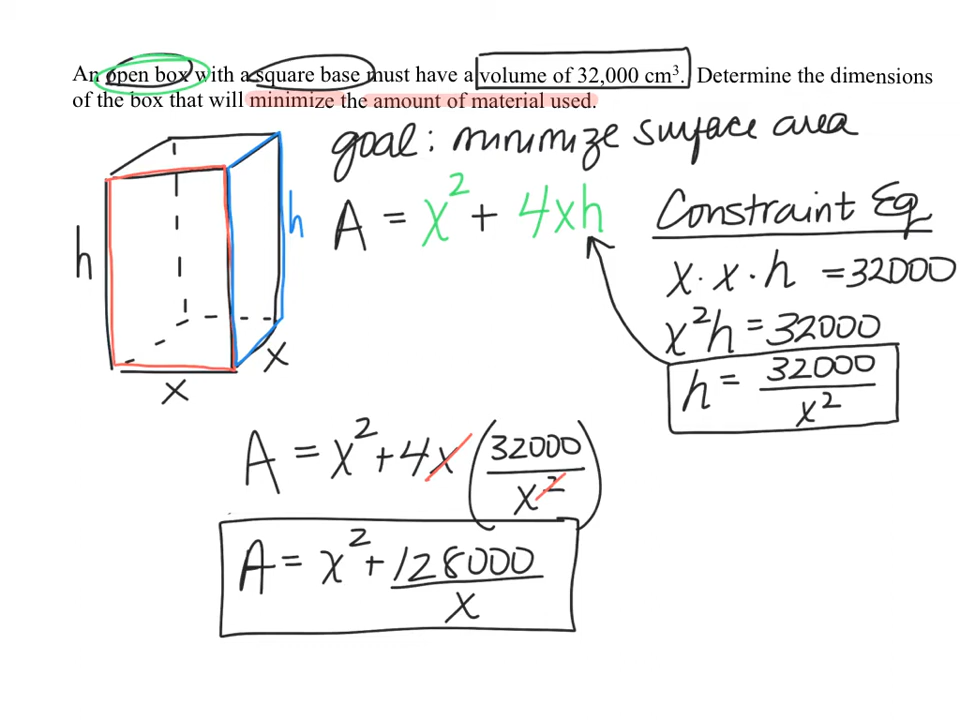 An open box with a square base must have a volume of 32,000 cm³. Determine the dimensions
of the box that will minimize the amount of material used.
goal: minimize surface area
A = x² + 4xh
Constraint Eq
x · x · h = 32000
x²h = 32000
h = 32000/x²
h
h
x
x
A = x² + 4x (32000/x²)
A = x² + 128000/x